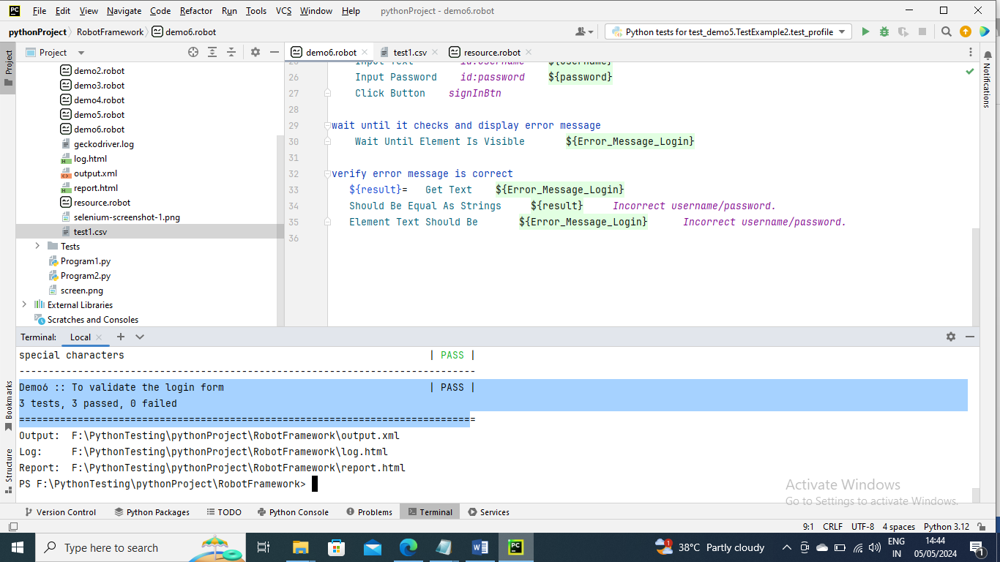 PC File Edit View Navigate Code Refactor Run Tools VCS Window Help pythonProject - demo6.robot
pythonProject RobotFramework demo6.robot
Python tests for test_demo5.TestExample2.test_profile
Project
Project
demo6.robot
test1.csv
resource.robot
Notifications
demo2.robot
demo3.robot
demo4.robot
demo5.robot
demo6.robot
geckodriver.log
log.html
output.xml
report.html
resource.robot
selenium-screenshot-1.png
test1.csv
Tests
Program1.py
Program2.py
screen.png
External Libraries
Scratches and Consoles
Input Text id:username ${username}
26 Input Password id:password ${password}
27 Click Button signInBtn
28
29 wait until it checks and display error message
30 Wait Until Element Is Visible ${Error_Message_Login}
31
32 verify error message is correct
33 ${result}= Get Text ${Error_Message_Login}
34 Should Be Equal As Strings ${result} Incorrect username/password.
35 Element Text Should Be ${Error_Message_Login} Incorrect username/password.
36
Terminal: Local
special characters | PASS |
------------------------------------------------------------------------------
Demo6 :: To validate the login form | PASS |
3 tests, 3 passed, 0 failed
==============================================================================
Output: F:\PythonTesting\pythonProject\RobotFramework\output.xml
Log: F:\PythonTesting\pythonProject\RobotFramework\log.html
Report: F:\PythonTesting\pythonProject\RobotFramework\report.html
PS F:\PythonTesting\pythonProject\RobotFramework>
Bookmarks
Structure
Activate Windows
Go to Settings to activate Windows.
Version Control Python Packages TODO Python Console Problems Terminal Services
9:1 CRLF UTF-8 4 spaces Python 3.12
Type here to search
W
PC
1
38°C Partly cloudy
ENG
IN
14:44
05/05/2024
1